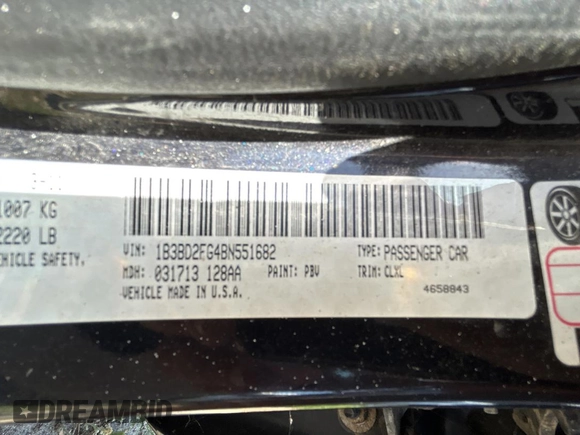 1007 KG
2220 LB
VEHICLE SAFETY.
VIN: 1B3BD2FG4BN551682
TYPE: PASSENGER CAR
MDH: 031713 128AA
PAINT: PBV
TRIM: CLXL
VEHICLE MADE IN U.S.A.
4658843
DREAMBID